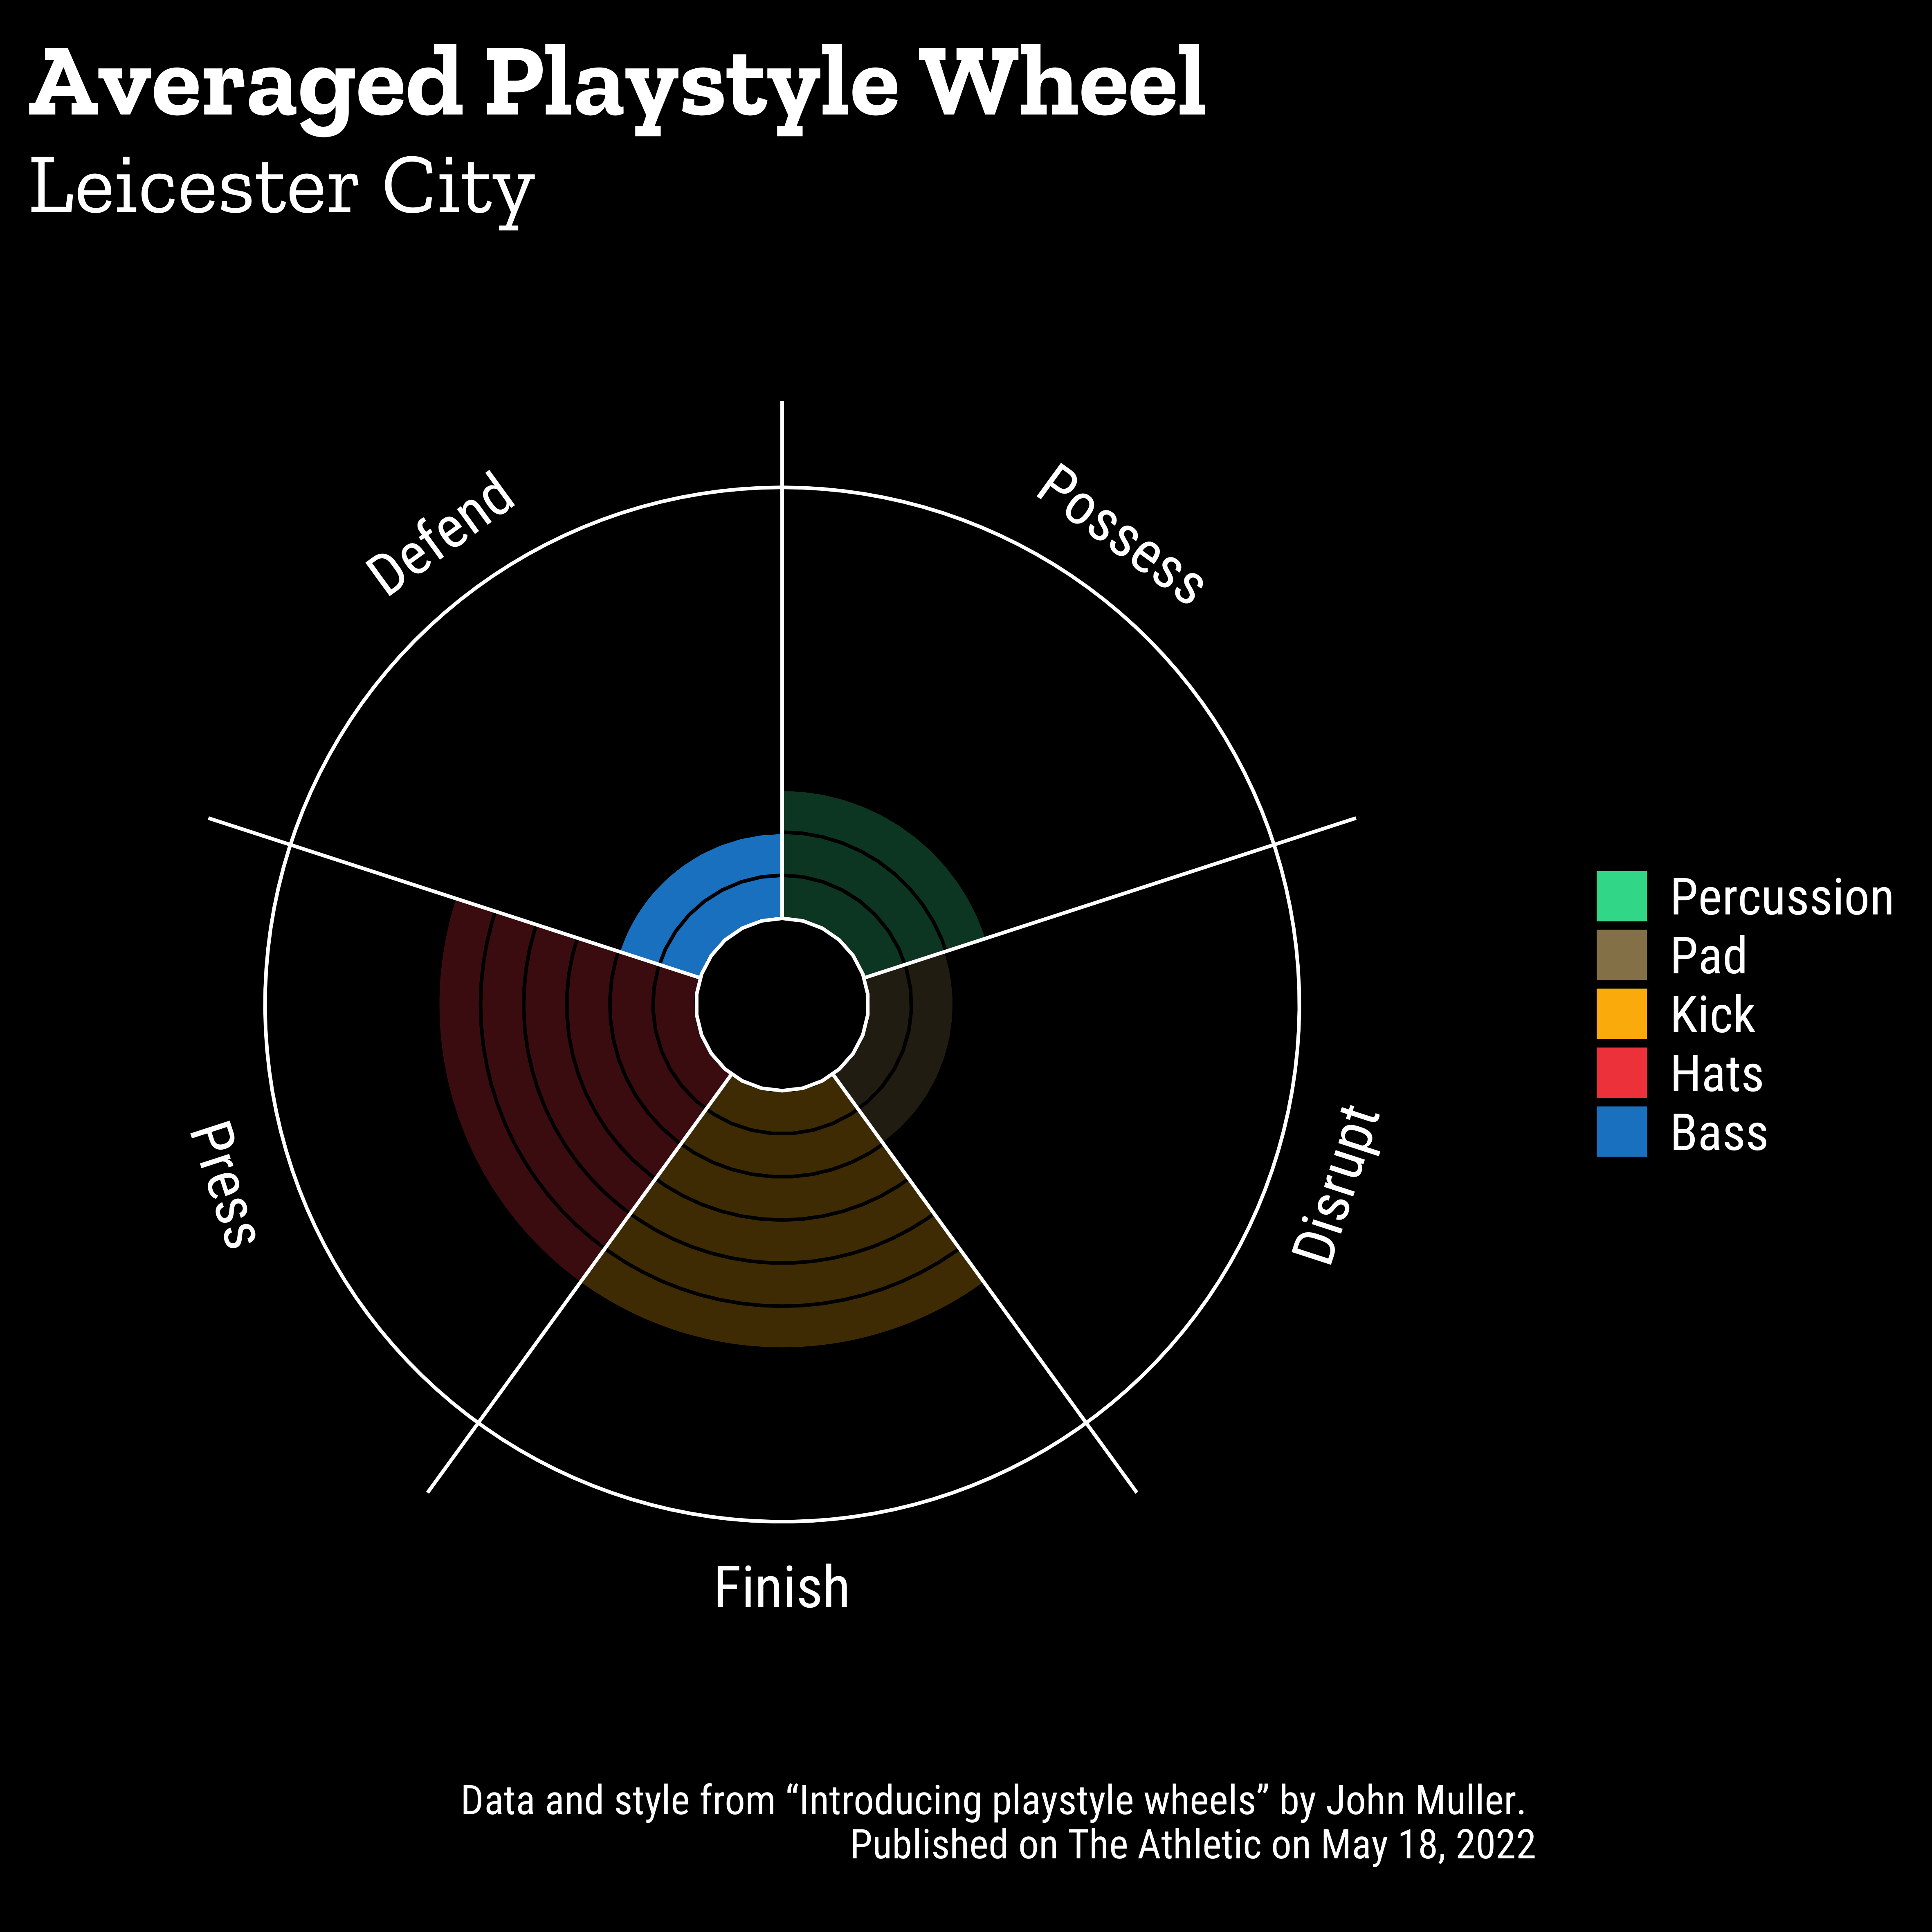 Averaged Playstyle Wheel
Leicester City
Defend
Possess
Press
Disrupt
Finish
Percussion
Pad
Kick
Hats
Bass
Data and style from “Introducing playstyle wheels” by John Muller.
Published on The Athletic on May 18, 2022